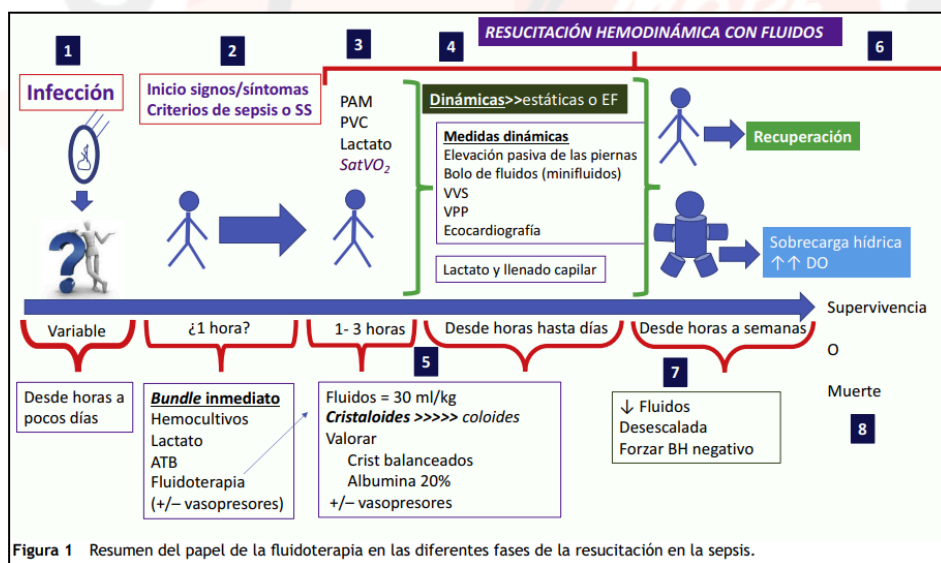 RESUCITACIÓN HEMODINÁMICA CON FLUIDOS
1
Infección
2
Inicio signos/síntomas
Criterios de sepsis o SS
3
PAM
PVC
Lactato
SatVO₂
4
Dinámicas>>estáticas o EF
Medidas dinámicas
Elevación pasiva de las piernas
Bolo de fluidos (minifluidos)
VVS
VPP
Ecocardiografía
Lactato y llenado capilar
6
Recuperación
Sobrecarga hídrica
↑↑ DO
Variable
¿1 hora?
1- 3 horas
Desde horas hasta días
Desde horas a semanas
Supervivencia
O
Muerte
8
Desde horas a
pocos días
Bundle inmediato
Hemocultivos
Lactato
ATB
Fluidoterapia
(+/– vasopresores)
5
Fluidos = 30 ml/kg
Cristaloides >>>>> coloides
Valorar
Crist balanceados
Albumina 20%
+/– vasopresores
7
↓ Fluidos
Desescalada
Forzar BH negativo
Figura 1 Resumen del papel de la fluidoterapia en las diferentes fases de la resucitación en la sepsis.